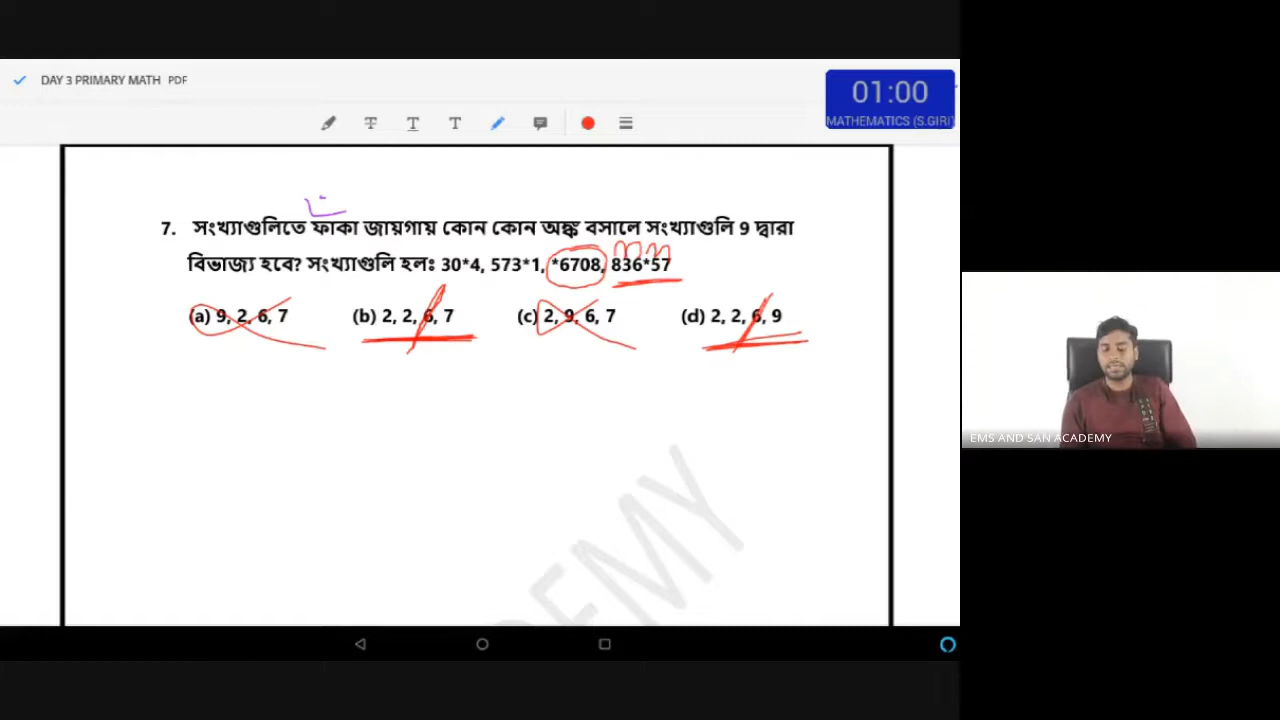 DAY 3 PRIMARY MATH PDF
01:00
MATHEMATICS (S.GIRI)
7. সংখ্যাগুলিতে ফাঁকা জায়গায় কোন কোন অঙ্ক বসালে সংখ্যাগুলি 9 দ্বারা
বিভাজ্য হবে? সংখ্যাগুলি হলঃ 30*4, 573*1, *6708, 836*57
(a) 9, 2, 6, 7 (b) 2, 2, 6, 7 (c) 2, 9, 6, 7 (d) 2, 2, 6, 9
EMS AND SAN ACADEMY
EMY